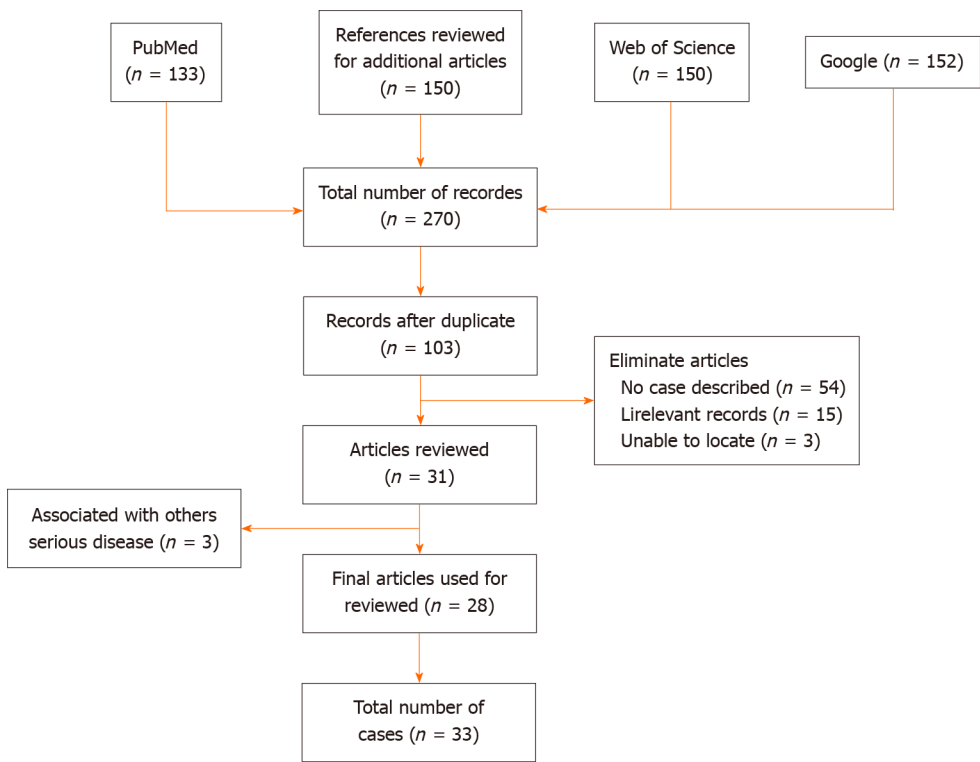 PubMed
(n = 133)
References reviewed
for additional articles
(n = 150)
Web of Science
(n = 150)
Google (n = 152)
Total number of recordes
(n = 270)
Records after duplicate
(n = 103)
Eliminate articles
No case described (n = 54)
Lirelevant records (n = 15)
Unable to locate (n = 3)
Articles reviewed
(n = 31)
Associated with others
serious disease (n = 3)
Final articles used for
reviewed (n = 28)
Total number of
cases (n = 33)